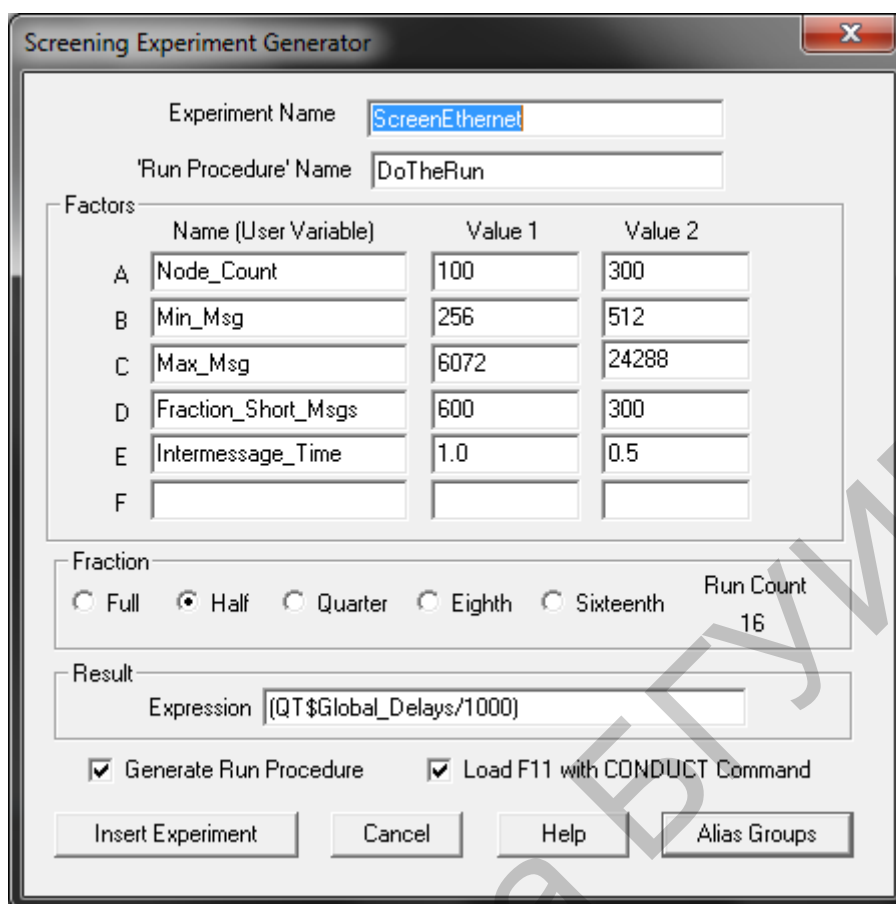 Screening Experiment Generator
Experiment Name ScreenEthernet
'Run Procedure' Name DoTheRun
Factors
Name (User Variable) Value 1 Value 2
A Node_Count 100 300
B Min_Msg 256 512
C Max_Msg 6072 24288
D Fraction_Short_Msgs 600 300
E Intermessage_Time 1.0 0.5
F
Fraction
Full Half Quarter Eighth Sixteenth Run Count
16
Result
Expression (QT$Global_Delays/1000)
Generate Run Procedure Load F11 with CONDUCT Command
Insert Experiment Cancel Help Alias Groups
а БГУИ